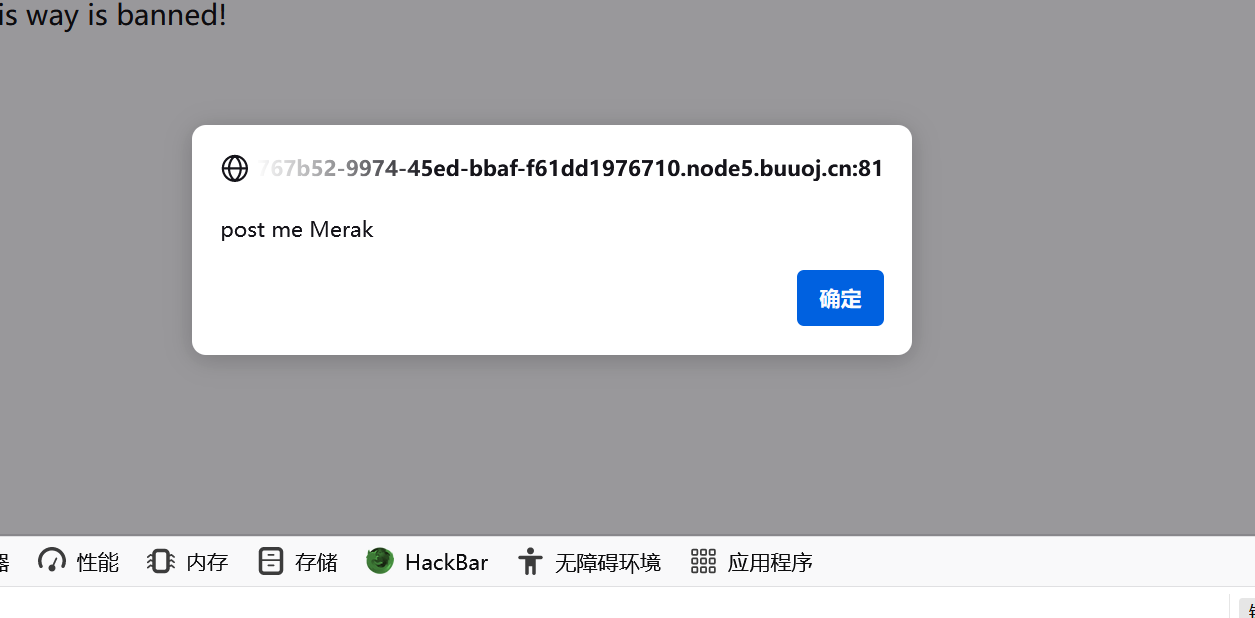 is way is banned!
767b52-9974-45ed-bbaf-f61dd1976710.node5.buuoj.cn:81
post me Merak
确定
性能 内存 存储 HackBar 无障碍环境 应用程序